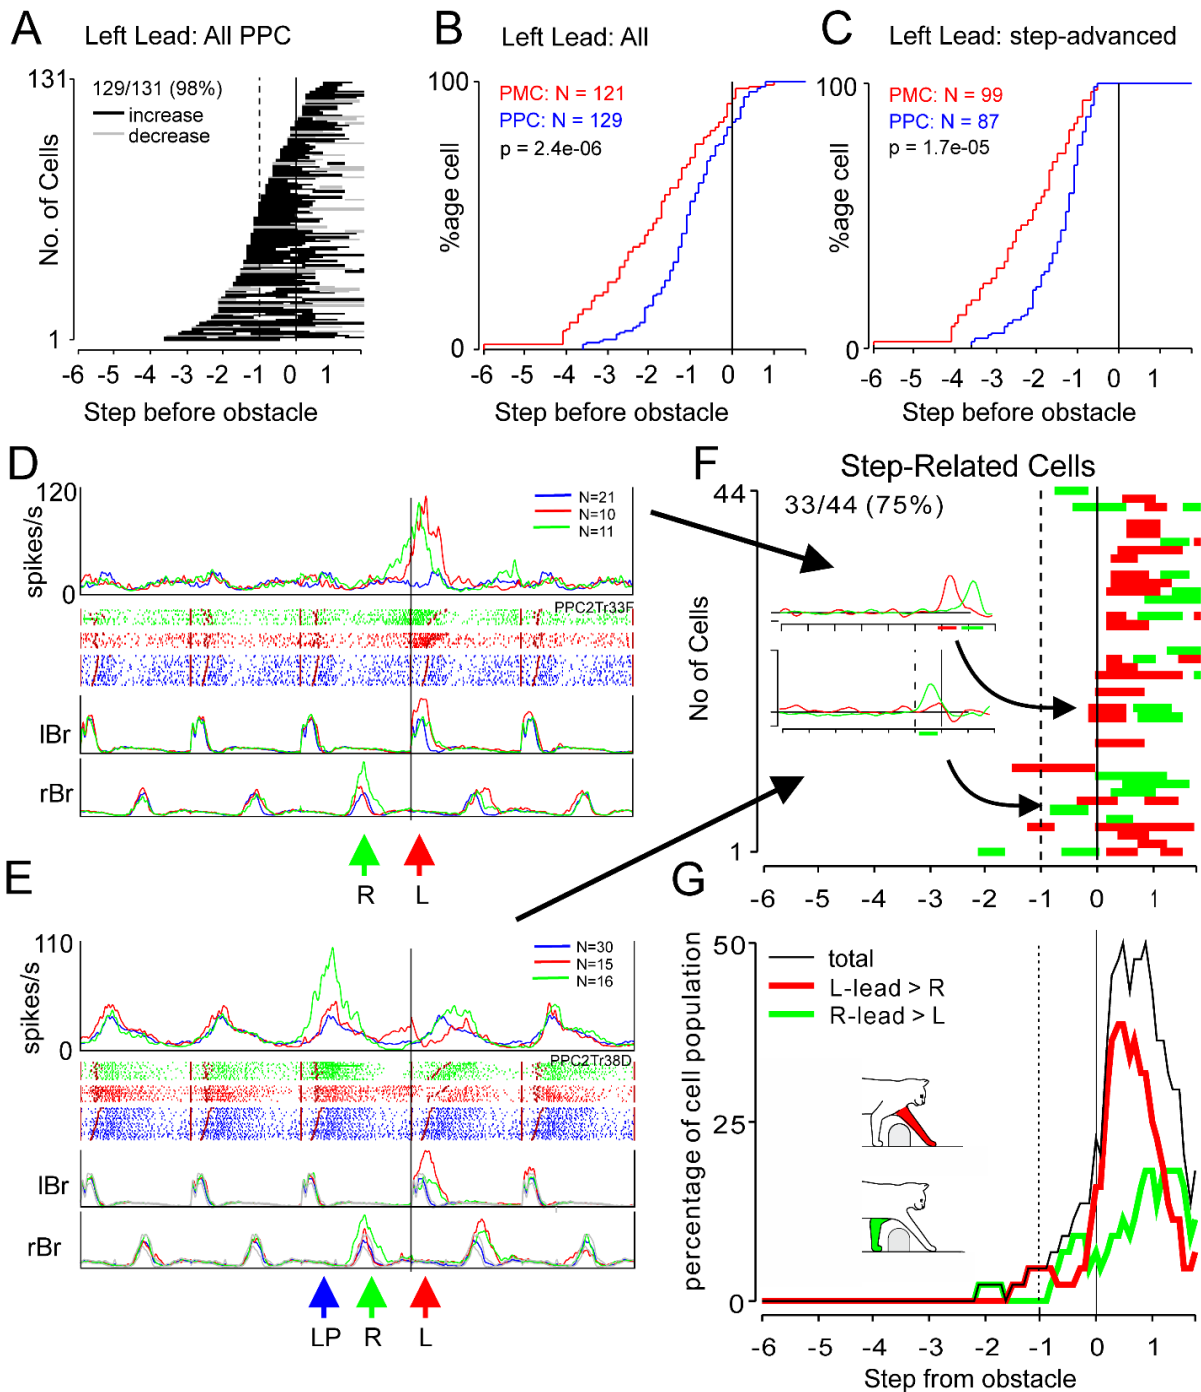 A
Left Lead: All PPC
131
129/131 (98%)
increase
decrease
No. of Cells
1
-6 -5 -4 -3 -2 -1 0 1
Step before obstacle
B
Left Lead: All
100
PMC: N = 121
PPC: N = 129
p = 2.4e-06
%age cell
0
-6 -5 -4 -3 -2 -1 0 1
Step before obstacle
C
Left Lead: step-advanced
100
PMC: N = 99
PPC: N = 87
p = 1.7e-05
%age cell
0
-6 -5 -4 -3 -2 -1 0 1
Step before obstacle
D
120
spikes/s
0
N=21
N=10
N=11
PPC2Tr33F
lBr
rBr
R L
E
110
spikes/s
0
N=30
N=15
N=16
PPC2Tr38D
lBr
rBr
LP R L
F
Step-Related Cells
44
33/44 (75%)
No of Cells
1
-6 -5 -4 -3 -2 -1 0 1
G
50
total
L-lead > R
R-lead > L
percentage of cell population
25
0
-6 -5 -4 -3 -2 -1 0 1
Step from obstacle